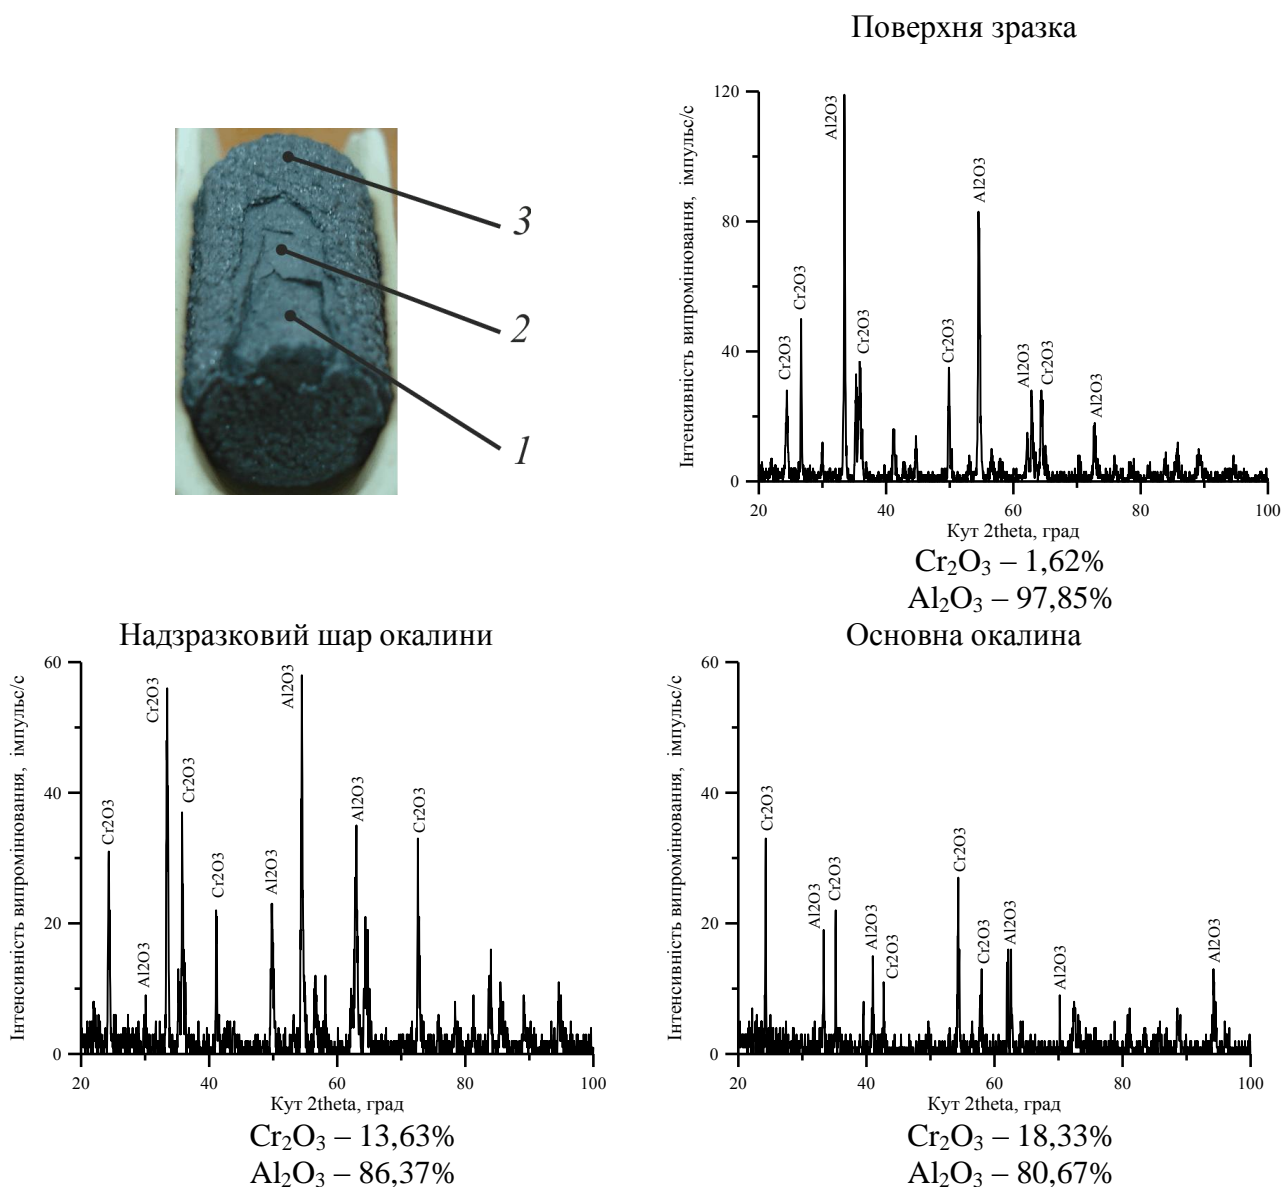 Поверхня зразка
3
2
1
Інтенсивність випромінювання, імпульс/с
120
80
40
0
Al2O3
Al2O3
Cr2O3
Cr2O3
Cr2O3
Cr2O3
Al2O3
Cr2O3
Al2O3
20 40 60 80 100
Кут 2theta, град
Cr₂O₃ – 1,62%
Al₂O₃ – 97,85%
Надзразковий шар окалини
Інтенсивність випромінювання, імпульс/с
60
40
20
0
Cr2O3
Al2O3
Cr2O3
Cr2O3
Cr2O3
Al2O3
Al2O3
Al2O3
Cr2O3
20 40 60 80 100
Кут 2theta, град
Cr₂O₃ – 13,63%
Al₂O₃ – 86,37%
Основна окалина
Інтенсивність випромінювання, імпульс/с
60
40
20
0
Cr2O3
Al2O3
Cr2O3
Al2O3
Cr2O3
Cr2O3
Cr2O3
Al2O3
Al2O3
Al2O3
20 40 60 80 100
Кут 2theta, град
Cr₂O₃ – 18,33%
Al₂O₃ – 80,67%